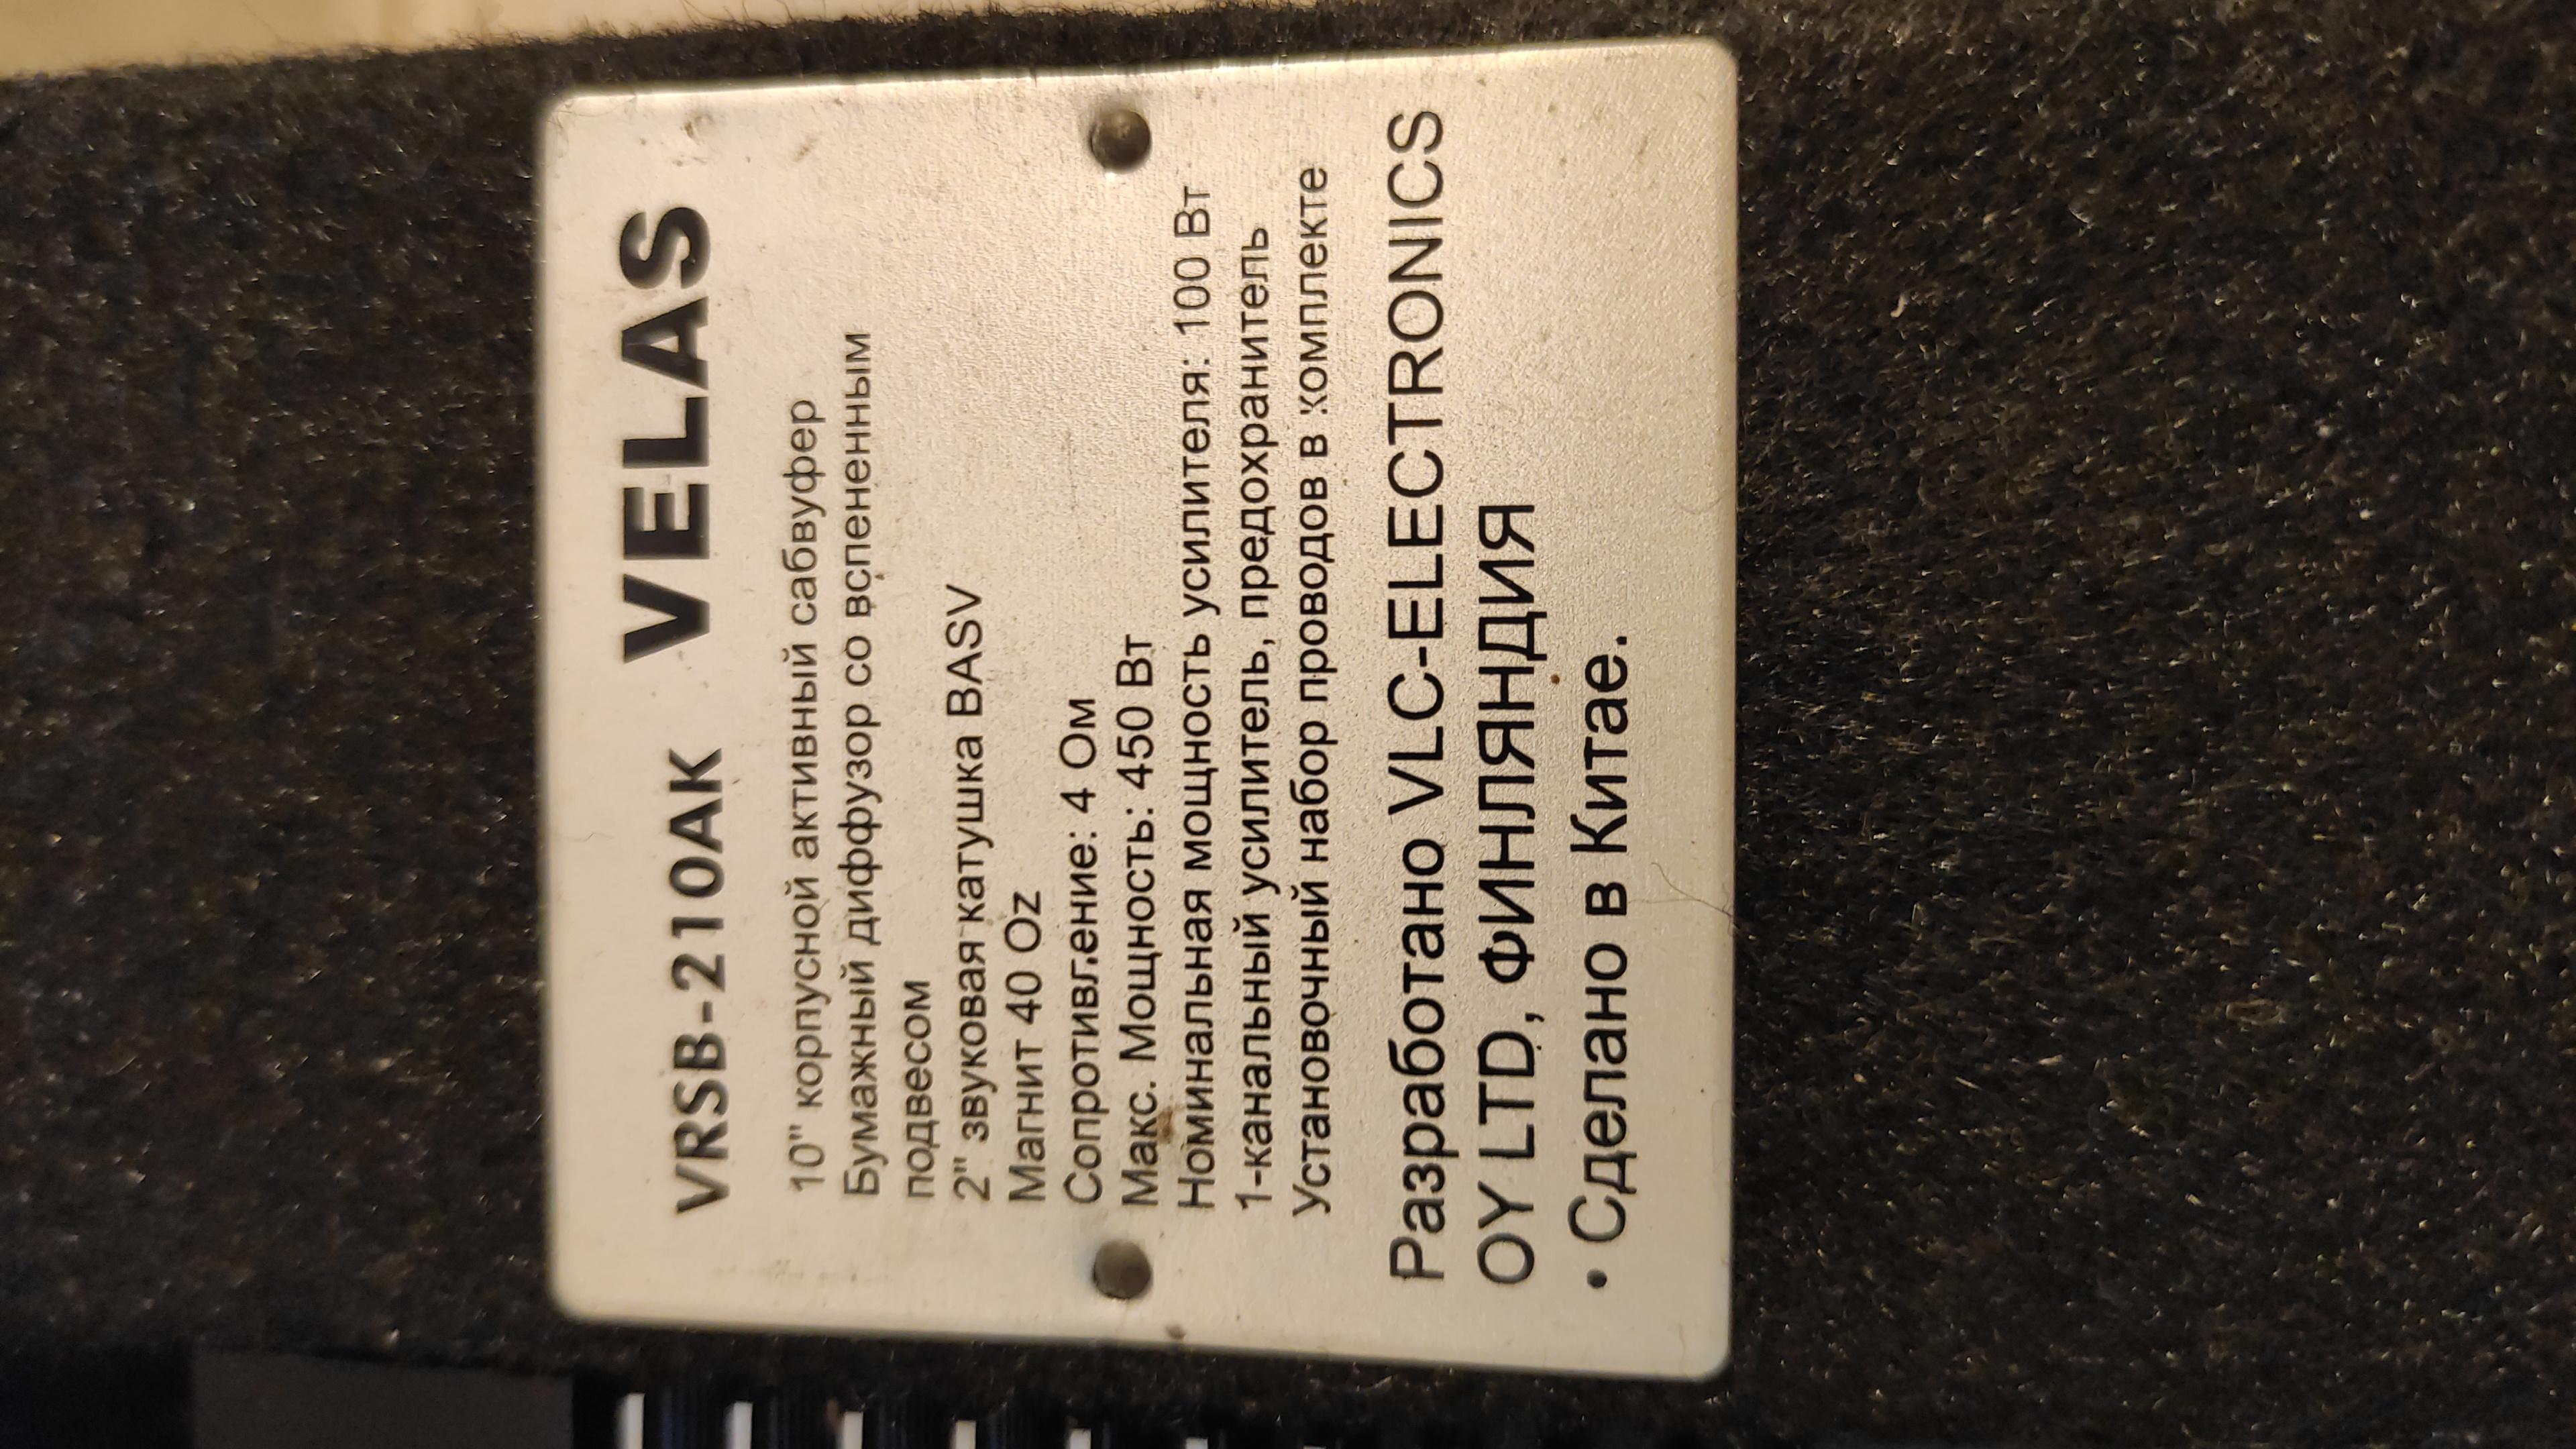 VRSB-210AK VELAS
10" корпусной активный сабвуфер
Бумажный диффузор со вспененным
подвесом
2" звуковая катушка BASV
Магнит 40 Oz
Сопротивление: 4 Ом
Макс. Мощность: 450 Вт
Номинальная мощность усилителя: 100 Вт
1-канальный усилитель, предохранитель
Установочный набор проводов в комплекте
Разработано VLC-ELECTRONICS
OY LTD, ФИНЛЯНДИЯ
• Сделано в Китае.